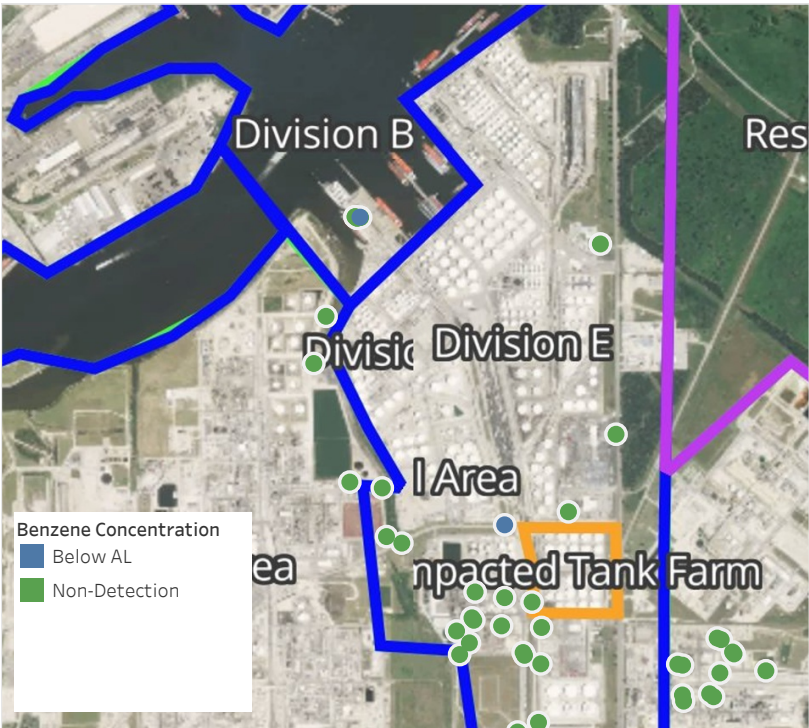 Division B
Res
Divisio
Division E
l Area
Benzene Concentration
Below AL
Non-Detection
ea
npacted Tank Farm